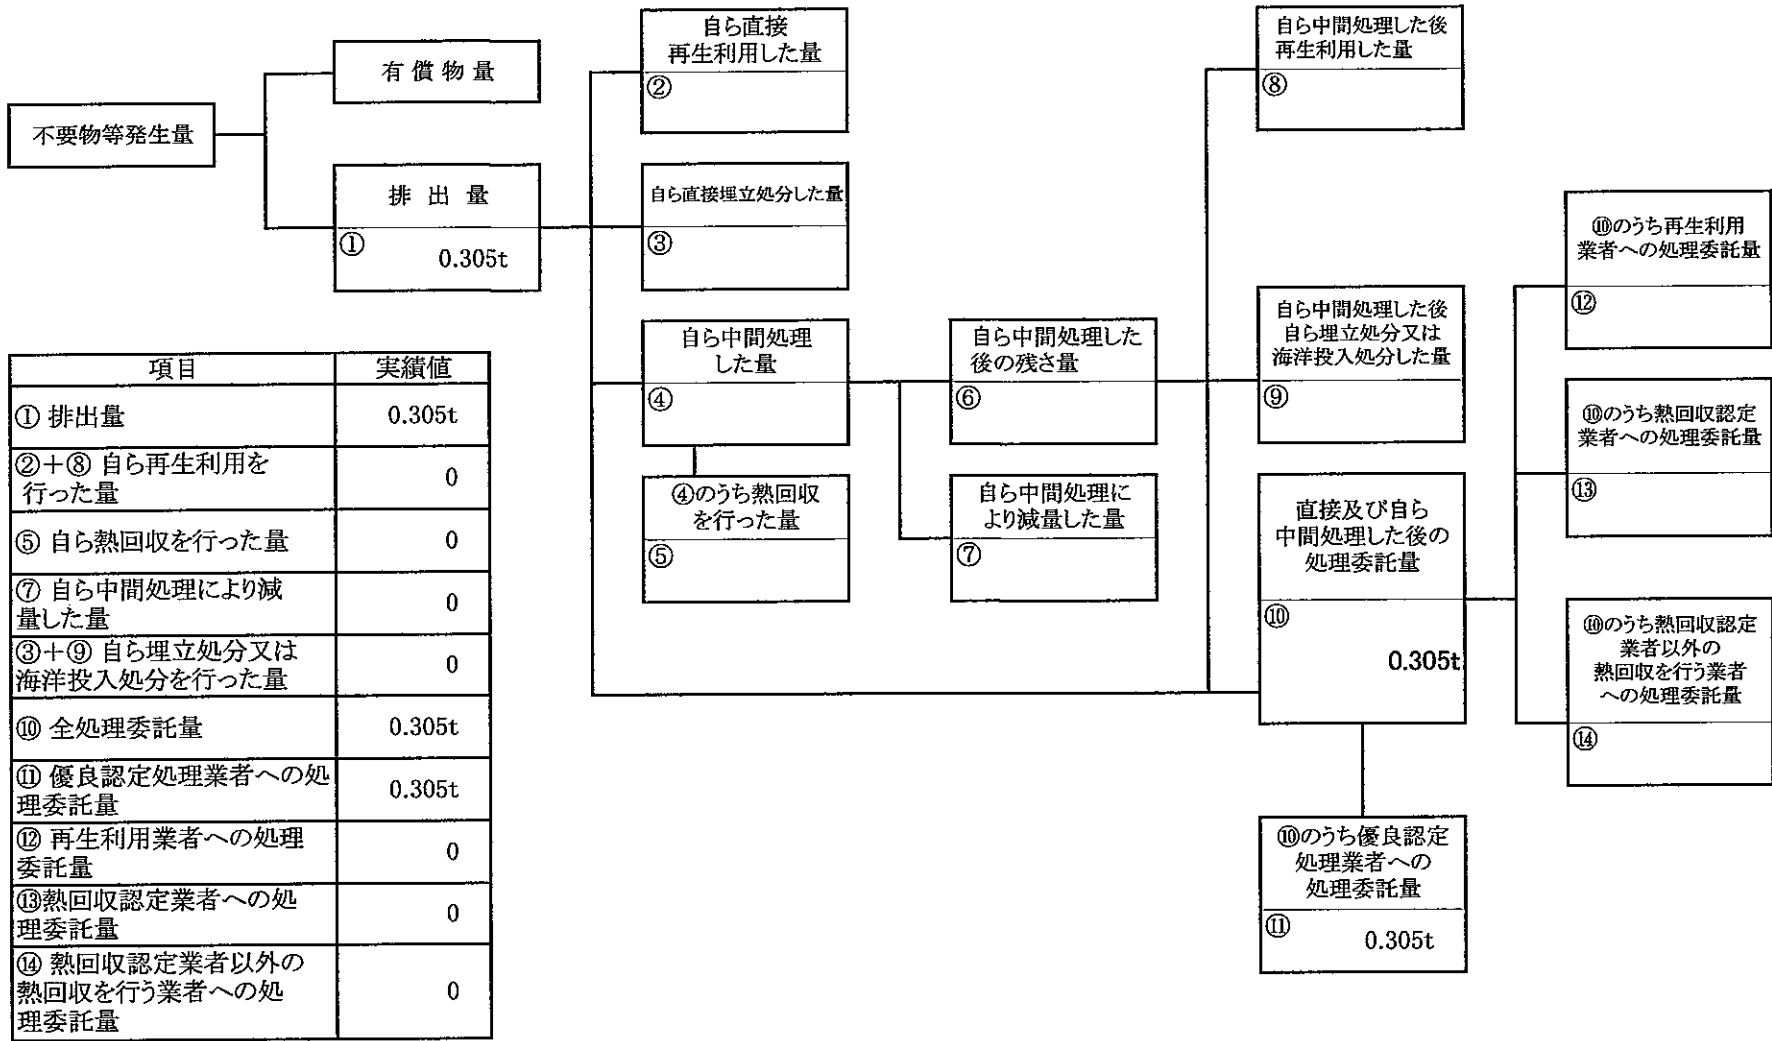 不要物等発生量
有 償 物 量
排 出 量
①
0.305t
自ら直接
再生利用した量
②
自ら直接埋立処分した量
③
自ら中間処理
した量
④
④のうち熱回収
を行った量
⑤
自ら中間処理した
後の残さ量
⑥
自ら中間処理に
より減量した量
⑦
自ら中間処理した後
再生利用した量
⑧
自ら中間処理した後
自ら埋立処分又は
海洋投入処分した量
⑨
直接及び自ら
中間処理した後の
処理委託量
⑩
0.305t
⑩のうち優良認定
処理業者への
処理委託量
⑪
0.305t
⑩のうち再生利用
業者への処理委託量
⑫
⑩のうち熱回収認定
業者への処理委託量
⑬
⑩のうち熱回収認定
業者以外の
熱回収を行う業者
への処理委託量
⑭
項目 実績値
① 排出量 0.305t
②+⑧ 自ら再生利用を
行った量 0
⑤ 自ら熱回収を行った量 0
⑦ 自ら中間処理により減
量した量 0
③+⑨ 自ら埋立処分又は
海洋投入処分を行った量 0
⑩ 全処理委託量 0.305t
⑪ 優良認定処理業者への処
理委託量 0.305t
⑫ 再生利用業者への処理
委託量 0
⑬熱回収認定業者への処
理委託量 0
⑭ 熱回収認定業者以外の
熱回収を行う業者への処
理委託量 0